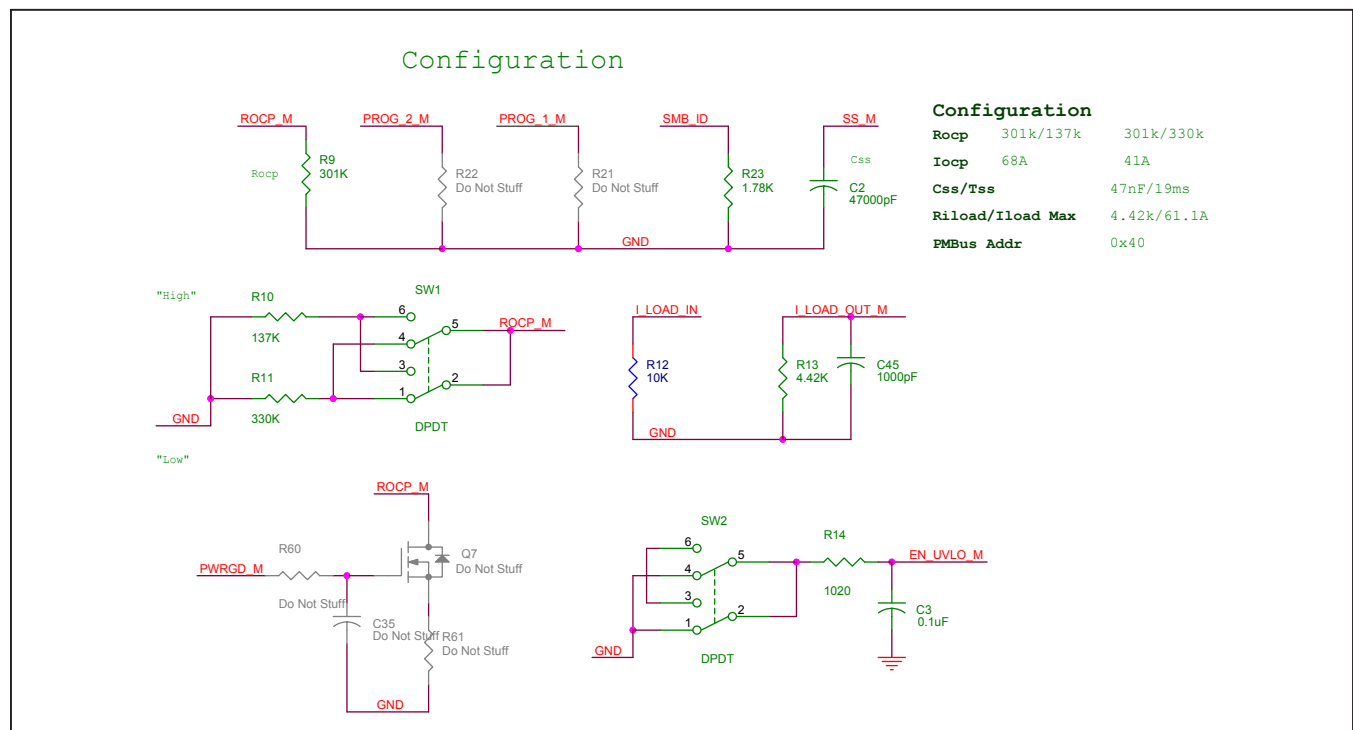 Configuration
ROCP_M
PROG_2_M
PROG_1_M
SMB_ID
SS_M
Rocp
R9
301K
R22
Do Not Stuff
R21
Do Not Stuff
R23
1.78K
Css
C2
47000pF
GND
Configuration
Rocp 301k/137k 301k/330k
Iocp 68A 41A
Css/Tss 47nF/19ms
Riload/Iload Max 4.42k/61.1A
PMBus Addr 0x40
"High"
R10
137K
R11
330K
GND
"Low"
SW1
6
5
4
3
2
1
DPDT
ROCP_M
I_LOAD_IN
R12
10K
GND
I_LOAD_OUT_M
R13
4.42K
C45
1000pF
ROCP_M
R60
PWRGD_M
Do Not Stuff
Q7
Do Not Stuff
C35
Do Not Stuff
R61
Do Not Stuff
GND
SW2
6
5
4
3
2
1
DPDT
GND
R14
1020
EN_UVLO_M
C3
0.1uF